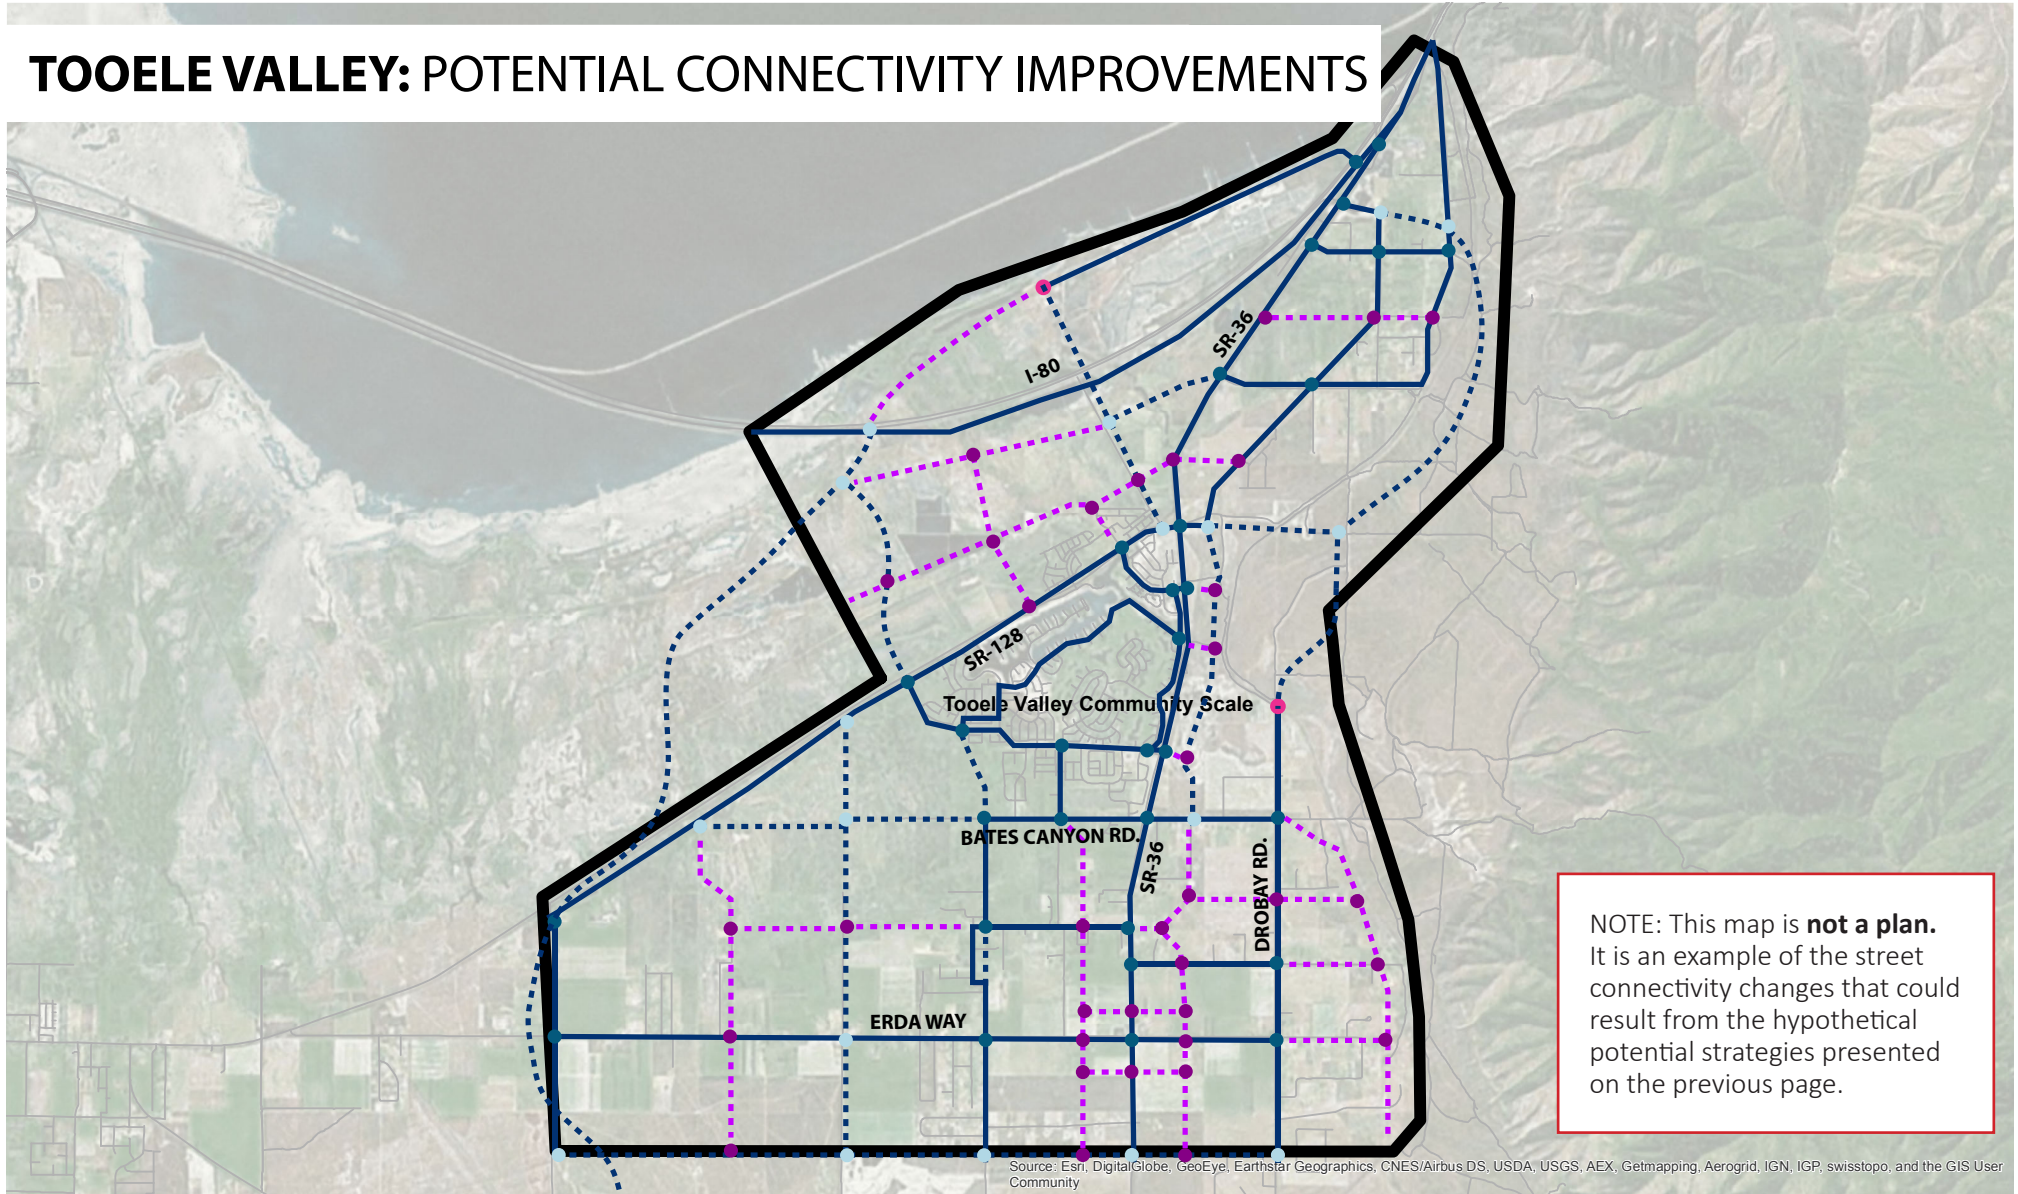 TOOELE VALLEY: POTENTIAL CONNECTIVITY IMPROVEMENTS
I-80
SR-36
SR-128
Tooele Valley Community Scale
BATES CANYON RD.
SR-36
DROBAY RD.
ERDA WAY
NOTE: This map is not a plan.
It is an example of the street
connectivity changes that could
result from the hypothetical
potential strategies presented
on the previous page.
Source: Esri, DigitalGlobe, GeoEye, Earthstar Geographics, CNES/Airbus DS, USDA, USGS, AEX, Getmapping, Aerogrid, IGN, IGP, swisstopo, and the GIS User
Community